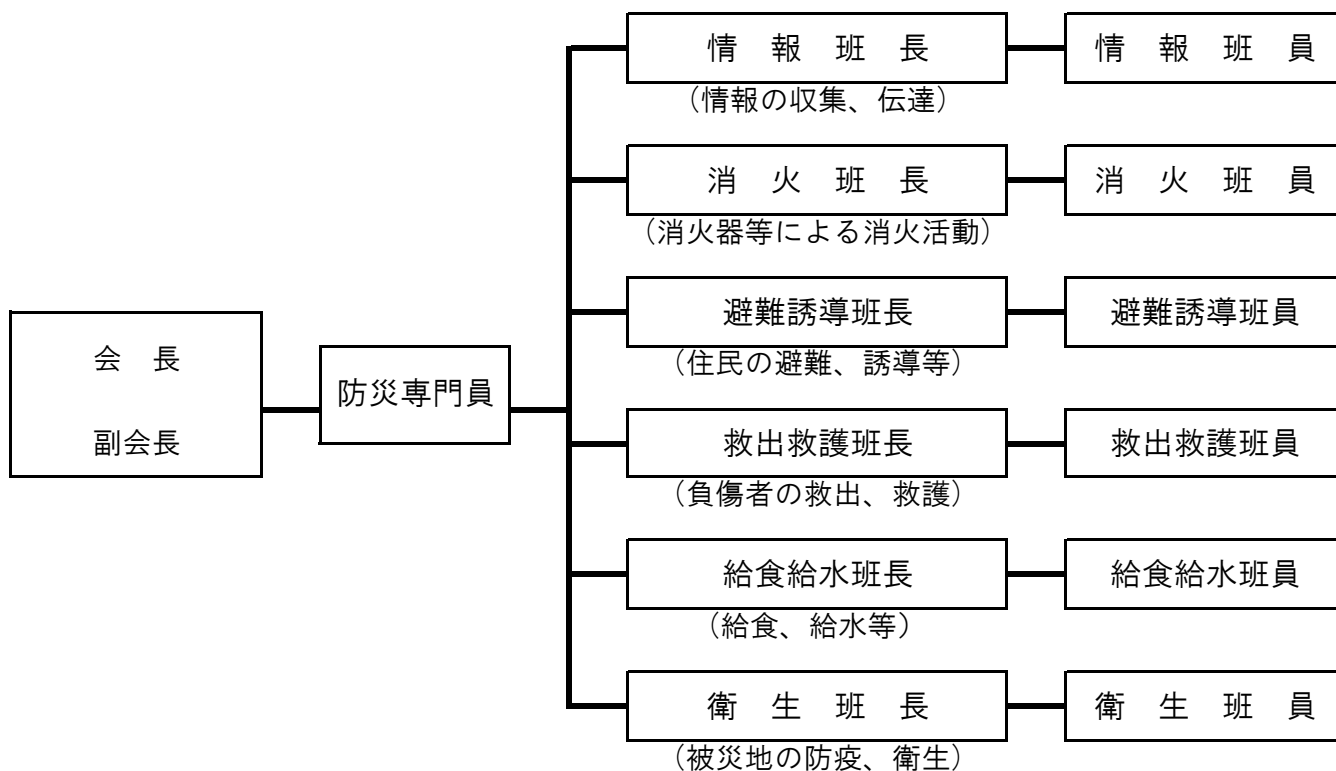 情　報　班　長
情　報　班　員
（情報の収集、伝達）
消　火　班　長
消　火　班　員
（消火器等による消火活動）
避難誘導班長
避難誘導班員
（住民の避難、誘導等）
会　長
副会長
防災専門員
救出救護班長
救出救護班員
（負傷者の救出、救護）
給食給水班長
給食給水班員
（給食、給水等）
衛　生　班　長
衛　生　班　員
（被災地の防疫、衛生）